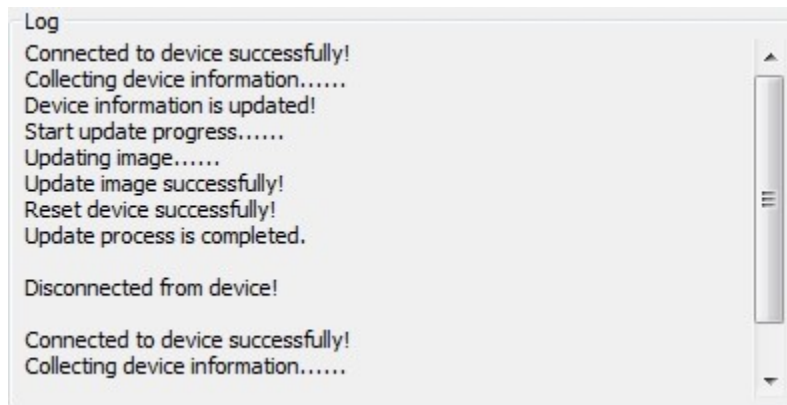 Log
Connected to device successfully!
Collecting device information......
Device information is updated!
Start update progress......
Updating image......
Update image successfully!
Reset device successfully!
Update process is completed.
Disconnected from device!
Connected to device successfully!
Collecting device information......